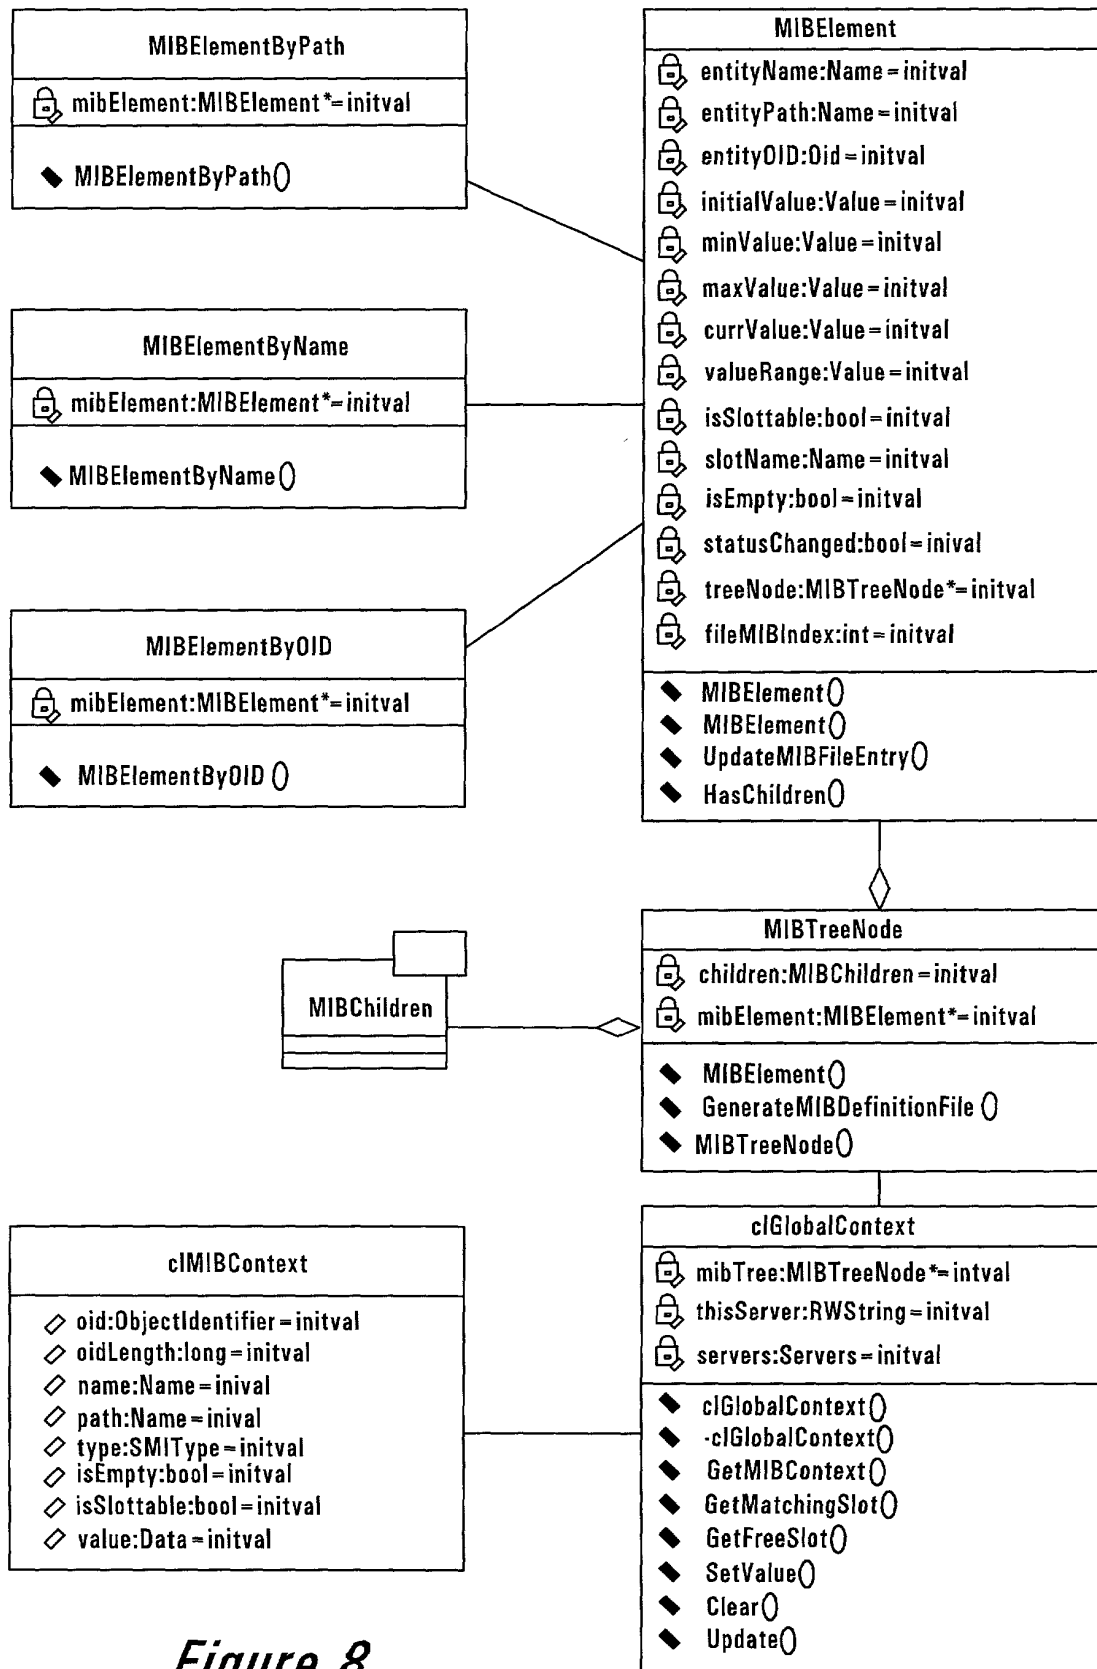 MIBElementByPath
mibElement:MIBElement*=initval
MIBElementByPath()
MIBElementByName
mibElement:MIBElement*=initval
MIBElementByName()
MIBElementByOID
mibElement:MIBElement*=initval
MIBElementByOID ()
MIBElement
entityName:Name=initval
entityPath:Name=initval
entityOID:Oid=initval
initialValue:Value=initval
minValue:Value=initval
maxValue:Value=initval
currValue:Value=initval
valueRange:Value=initval
isSlottable:bool=initval
slotName:Name=initval
isEmpty:bool=initval
statusChanged:bool=inival
treeNode:MIBTreeNode*=initval
fileMIBIndex:int=initval
MIBElement()
MIBElement()
UpdateMIBFileEntry()
HasChildren()
MIBChildren
MIBTreeNode
children:MIBChildren=initval
mibElement:MIBElement*=initval
MIBElement()
GenerateMIBDefinitionFile ()
MIBTreeNode()
clMIBContext
oid:ObjectIdentifier=initval
oidLength:long=initval
name:Name=inival
path:Name=inival
type:SMIType=initval
isEmpty:bool=initval
isSlottable:bool=initval
value:Data=initval
clGlobalContext
mibTree:MIBTreeNode*=intval
thisServer:RWString=initval
servers:Servers=initval
clGlobalContext()
-clGlobalContext()
GetMIBContext()
GetMatchingSlot()
GetFreeSlot()
SetValue()
Clear()
Update()
Figure 8